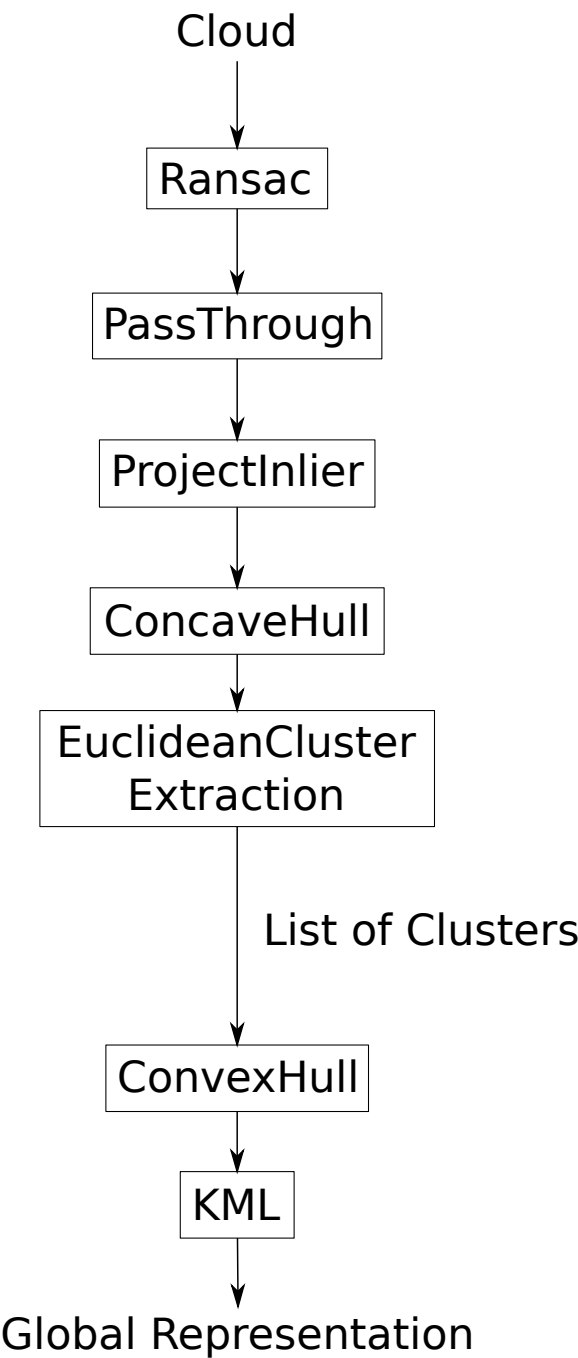 Cloud
Ransac
PassThrough
ProjectInlier
ConcaveHull
EuclideanCluster
Extraction
List of Clusters
ConvexHull
KML
Global Representation